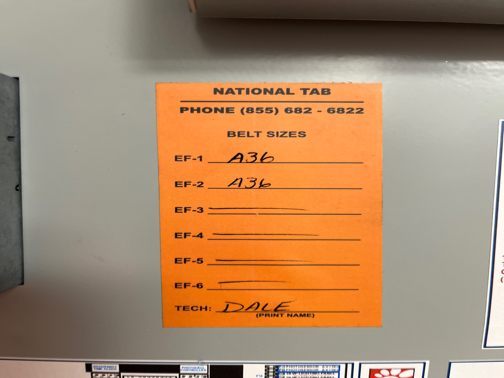 NATIONAL TAB
PHONE (855) 682 - 6822
BELT SIZES
EF-1 A36
EF-2 A36
EF-3
EF-4
EF-5
EF-6
TECH: DALE
(PRINT NAME)